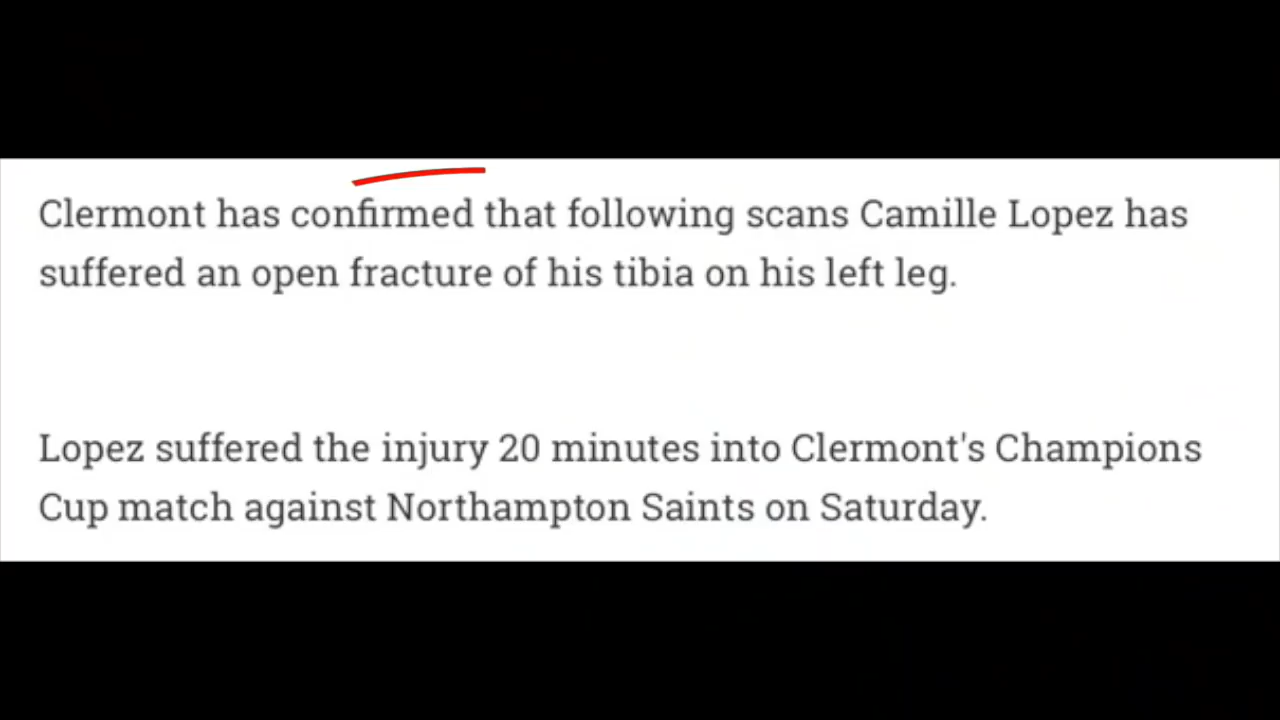 Clermont has confirmed that following scans Camille Lopez has
suffered an open fracture of his tibia on his left leg.
Lopez suffered the injury 20 minutes into Clermont's Champions
Cup match against Northampton Saints on Saturday.